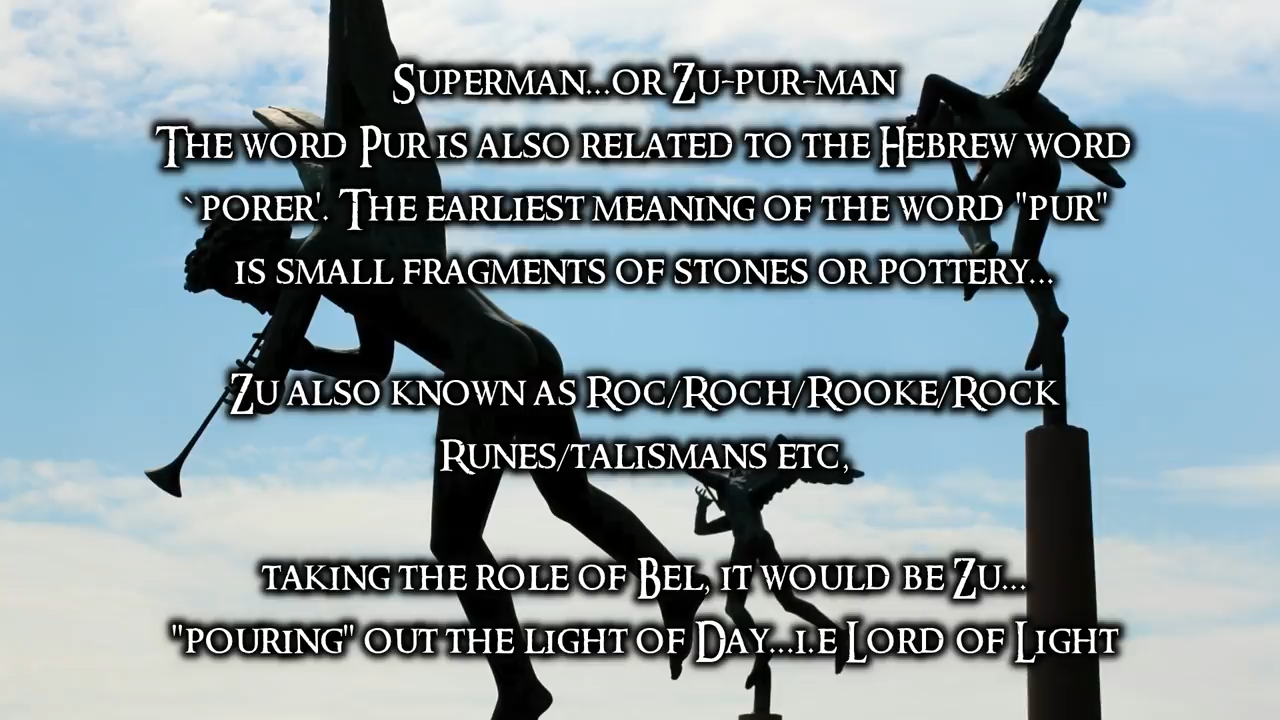 Superman...or Zu-pur-man
The word Pur is also related to the Hebrew word
`porer'. The earliest meaning of the word "pur"
is small fragments of stones or pottery...
Zu also known as Roc/Roch/Rooke/Rock
Runes/talismans etc,
taking the role of Bel, it would be Zu...
"pouring" out the light of Day...i.e Lord of Light